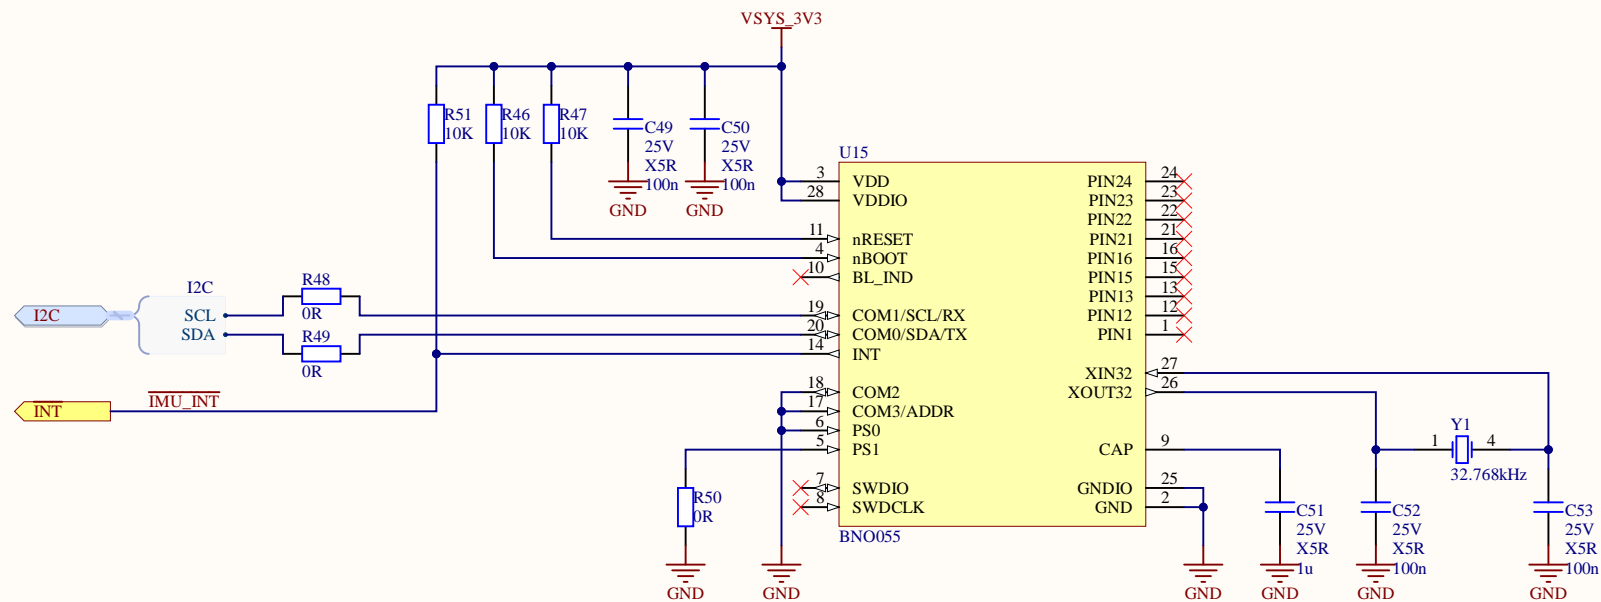 VSYS_3V3
R51
10K
R46
10K
R47
10K
C49
25V
X5R
100n
GND
C50
25V
X5R
100n
GND
U15
3 VDD
28 VDDIO
11 nRESET
4 nBOOT
10 BL_IND
19 COM1/SCL/RX
20 COM0/SDA/TX
14 INT
18 COM2
17 COM3/ADDR
6 PS0
5 PS1
7 SWDIO
8 SWDCLK
PIN24 24
PIN23 23
PIN22 22
PIN21 21
PIN16 16
PIN15 15
PIN13 13
PIN12 12
PIN1 1
XIN32 27
XOUT32 26
CAP 9
GNDIO 25
GND 2
BNO055
I2C
I2C
SCL
SDA
R48
0R
R49
0R
INT
IMU_INT
R50
0R
GND
GND
GND
C51
25V
X5R
1u
GND
Y1
1 4
32.768kHz
C52
25V
X5R
100n
GND
C53
25V
X5R
100n
GND